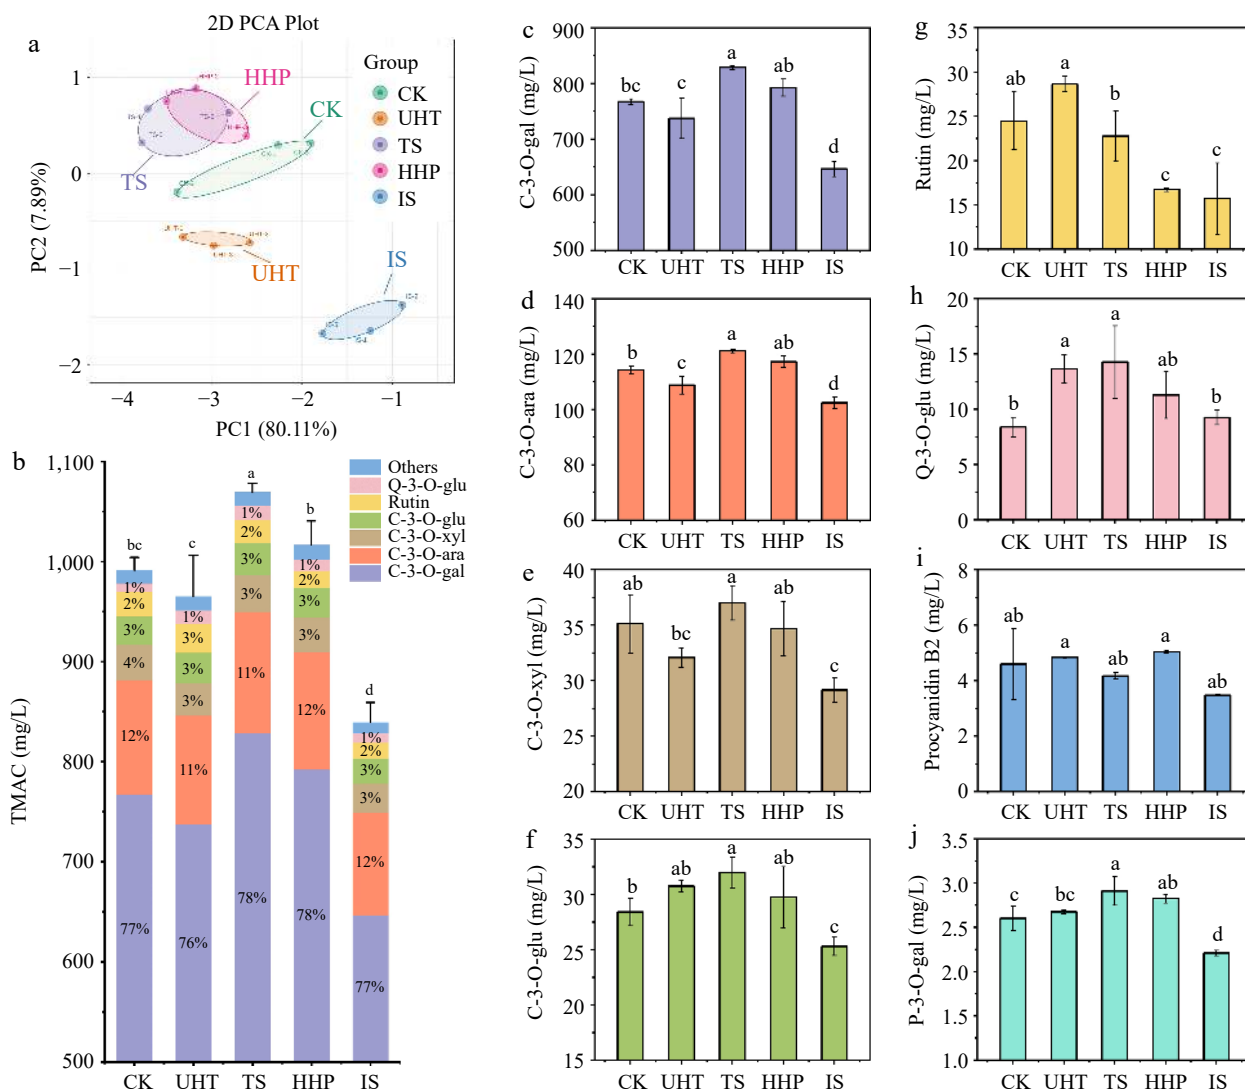 a
2D PCA Plot
PC2 (7.89%)
1
0
−1
−2
−4
−3
−2
−1
PC1 (80.11%)
HHP
CK
TS
UHT
IS
Group
CK
UHT
TS
HHP
IS
b
TMAC (mg/L)
1,100
1,000
900
800
700
600
500
Others
Q-3-O-glu
Rutin
C-3-O-glu
C-3-O-xyl
C-3-O-ara
C-3-O-gal
bc
1%
2%
3%
4%
12%
77%
c
1%
3%
3%
3%
11%
76%
a
1%
2%
3%
3%
11%
78%
b
1%
2%
3%
3%
12%
78%
d
1%
2%
3%
3%
12%
77%
CK UHT TS HHP IS
c
C-3-O-gal (mg/L)
900
800
700
600
500
bc c a ab d
CK UHT TS HHP IS
d
C-3-O-ara (mg/L)
140
120
100
80
60
b c a ab d
CK UHT TS HHP IS
e
C-3-O-xyl (mg/L)
40
35
30
25
20
ab bc a ab c
CK UHT TS HHP IS
f
C-3-O-glu (mg/L)
35
30
25
20
15
b ab a ab c
CK UHT TS HHP IS
g
Rutin (mg/L)
35
30
25
20
15
10
ab a b c c
CK UHT TS HHP IS
h
Q-3-O-glu (mg/L)
20
15
10
5
0
b a a ab b
CK UHT TS HHP IS
i
Procyanidin B2 (mg/L)
8
6
4
2
0
ab a ab a ab
CK UHT TS HHP IS
j
P-3-O-gal (mg/L)
3.5
3.0
2.5
2.0
1.5
1.0
c bc a ab d
CK UHT TS HHP IS